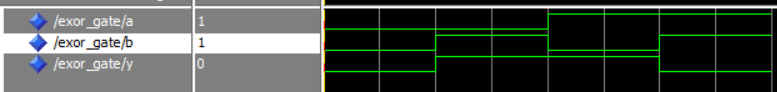 /exor_gate/a 1
/exor_gate/b 1
/exor_gate/y 0